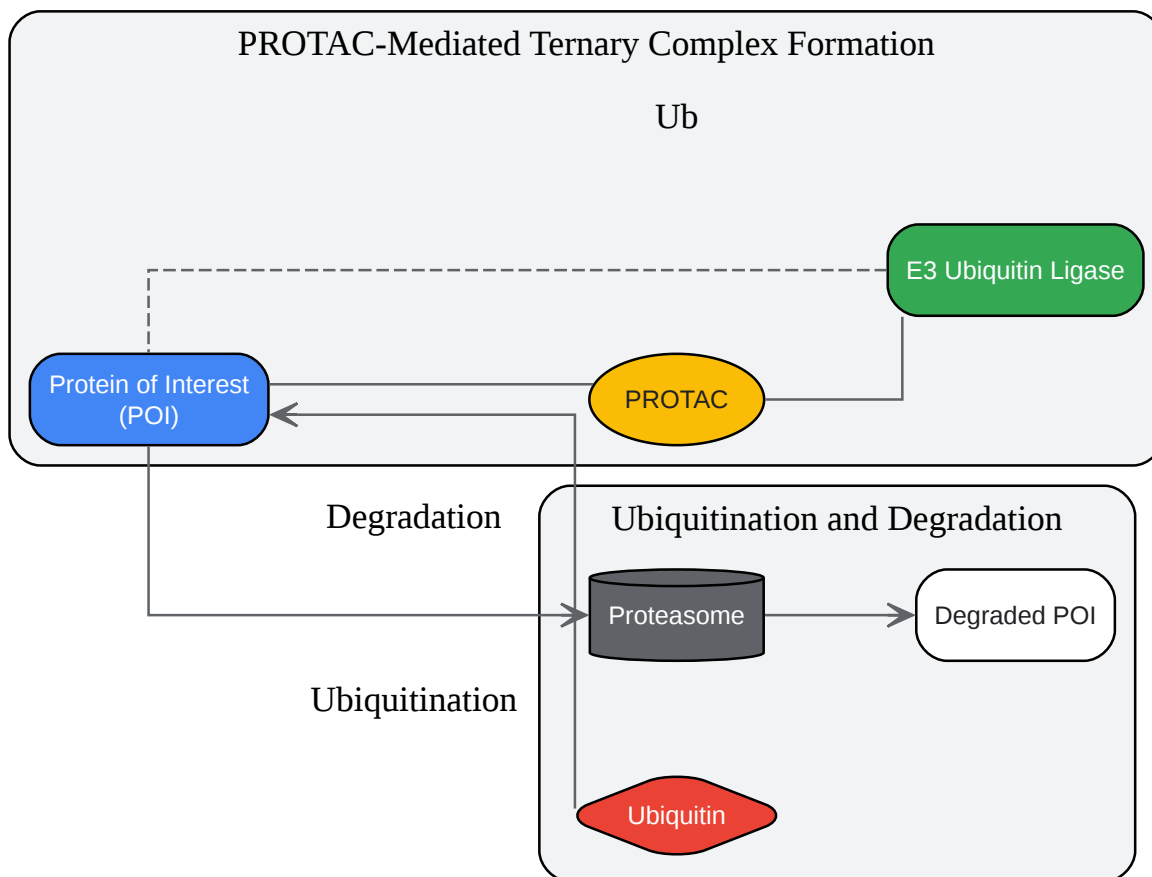 PROTAC-Mediated Ternary Complex Formation
Ub
E3 Ubiquitin Ligase
Protein of Interest
(POI)
PROTAC
Degradation
Ubiquitination and Degradation
Proteasome
Degraded POI
Ubiquitination
Ubiquitin